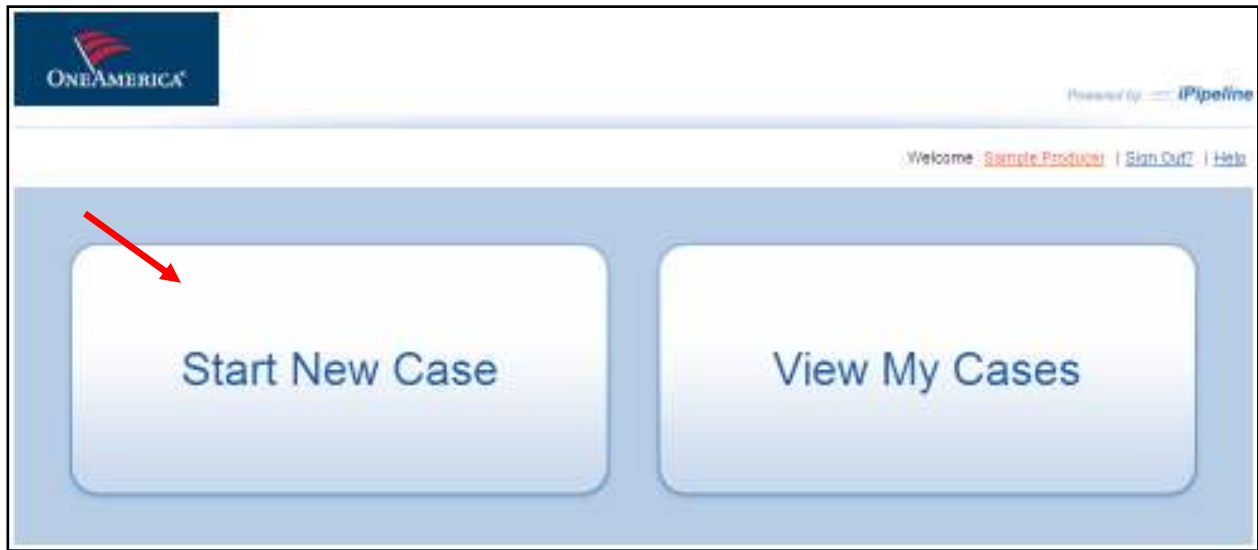 ONEAMERICA®
Powered by iPipeline
Welcome Sample Producer | Sign Out? | Help
Start New Case
View My Cases